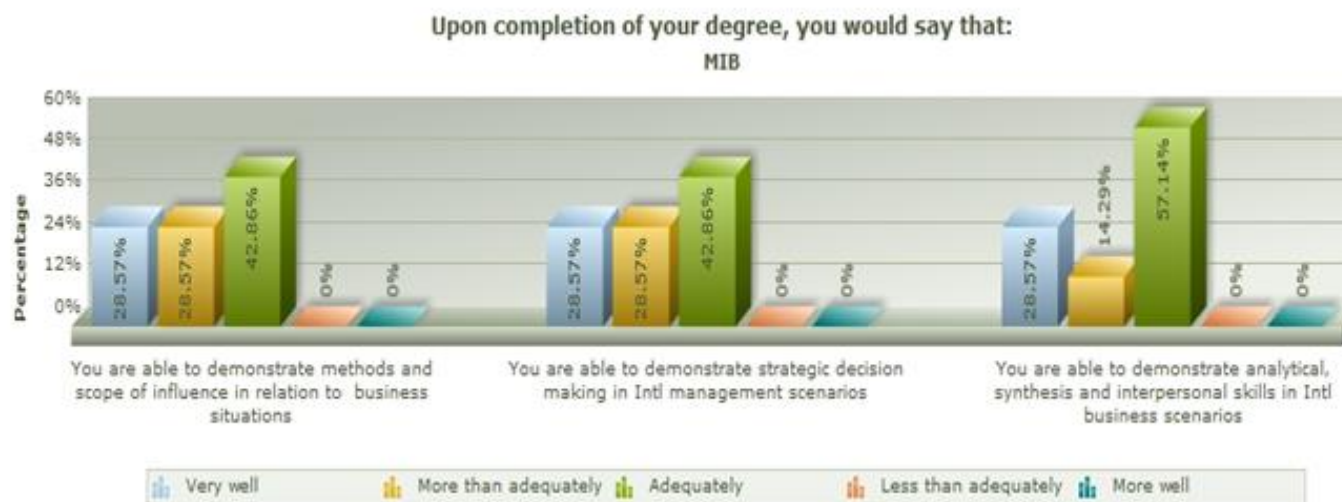 Upon completion of your degree, you would say that:
MIB
Percentage
60%
48%
36%
24%
12%
0%
28.57%
28.57%
42.86%
0%
0%
28.57%
28.57%
42.86%
0%
0%
28.57%
14.29%
57.14%
0%
0%
You are able to demonstrate methods and
scope of influence in relation to business
situations
You are able to demonstrate strategic decision
making in Intl management scenarios
You are able to demonstrate analytical,
synthesis and interpersonal skills in Intl
business scenarios
Very well
More than adequately
Adequately
Less than adequately
More well